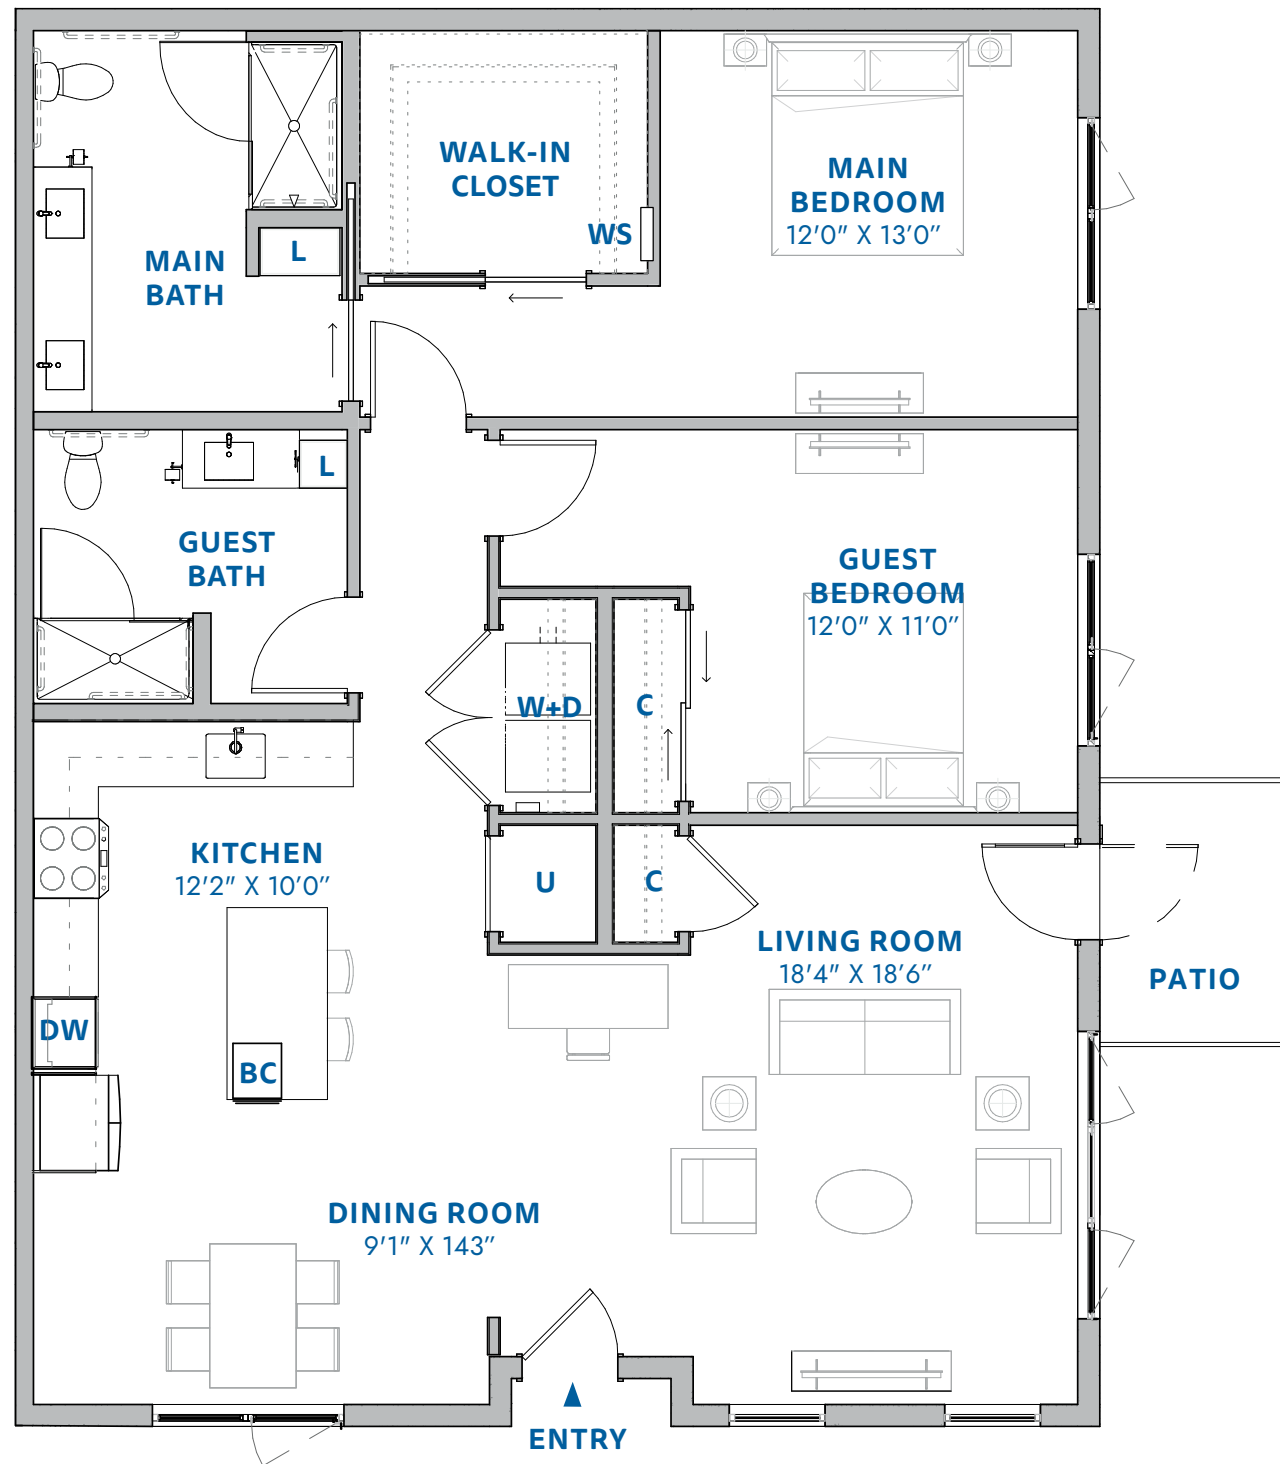 WALK-IN
CLOSET
WS
MAIN
BEDROOM
12'0" X 13'0"
L
MAIN
BATH
L
GUEST
BATH
GUEST
BEDROOM
12'0" X 11'0"
W+D
C
KITCHEN
12'2" X 10'0"
U
C
LIVING ROOM
18'4" X 18'6"
PATIO
DW
BC
DINING ROOM
9'1" X 143"
ENTRY